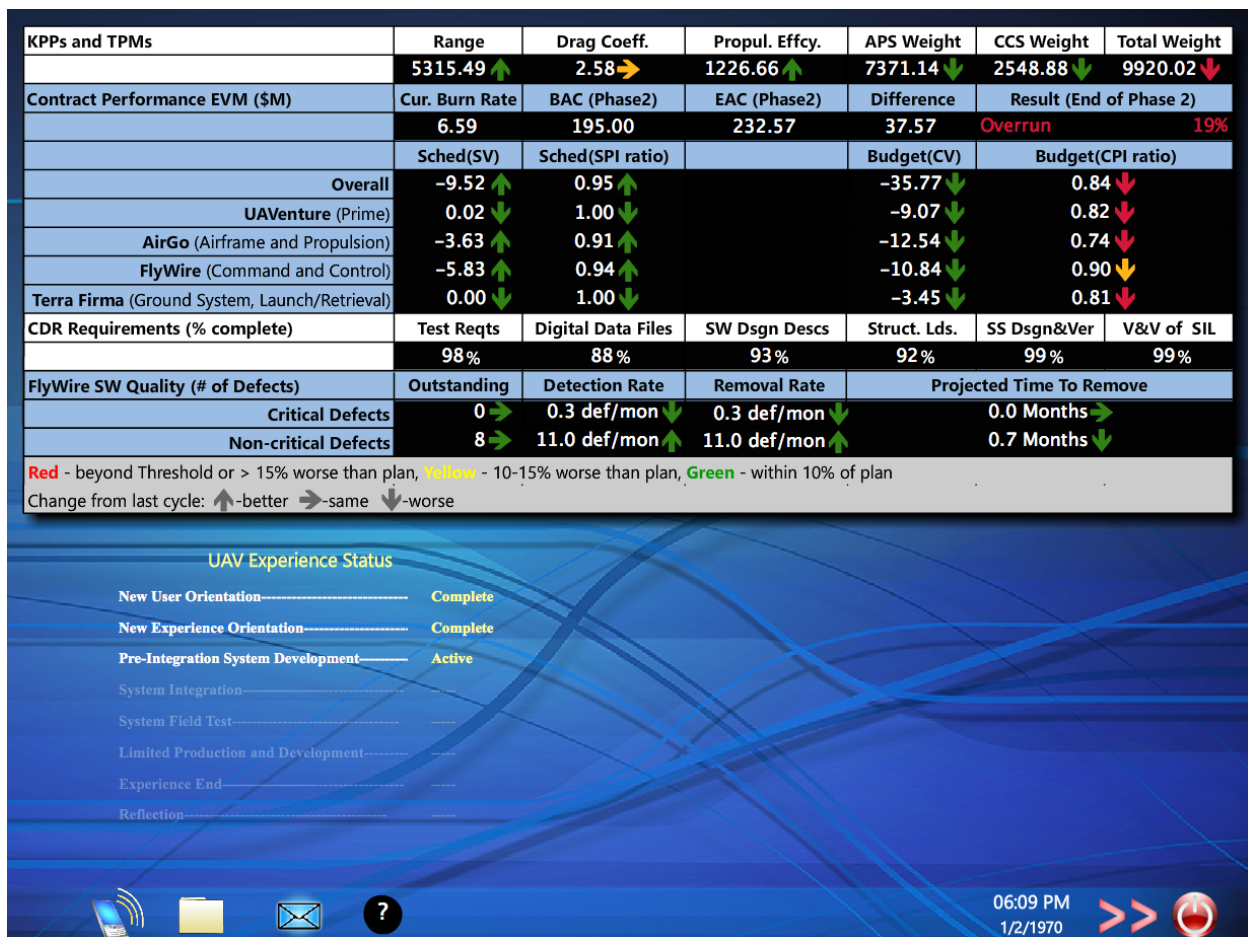 KPPs and TPMs Range Drag Coeff. Propul. Effcy. APS Weight CCS Weight Total Weight
5315.49 2.58 1226.66 7371.14 2548.88 9920.02
Contract Performance EVM ($M) Cur. Burn Rate BAC (Phase2) EAC (Phase2) Difference Result (End of Phase 2)
6.59 195.00 232.57 37.57 Overrun 19%
Sched(SV) Sched(SPI ratio) Budget(CV) Budget(CPI ratio)
Overall -9.52 0.95 -35.77 0.84
UAVenture (Prime) 0.02 1.00 -9.07 0.82
AirGo (Airframe and Propulsion) -3.63 0.91 -12.54 0.74
FlyWire (Command and Control) -5.83 0.94 -10.84 0.90
Terra Firma (Ground System, Launch/Retrieval) 0.00 1.00 -3.45 0.81
CDR Requirements (% complete) Test Reqts Digital Data Files SW Dsgn Descs Struct. Lds. SS Dsgn&Ver V&V of SIL
98% 88% 93% 92% 99% 99%
FlyWire SW Quality (# of Defects) Outstanding Detection Rate Removal Rate Projected Time To Remove
Critical Defects 0 0.3 def/mon 0.3 def/mon 0.0 Months
Non-critical Defects 8 11.0 def/mon 11.0 def/mon 0.7 Months
Red - beyond Threshold or > 15% worse than plan, Yellow - 10-15% worse than plan, Green - within 10% of plan
Change from last cycle: -better -same -worse
UAV Experience Status
New User Orientation------------------------------ Complete
New Experience Orientation--------------------- Complete
Pre-Integration System Development---------- Active
System Integration--------------------------------- -----
System Field Test---------------------------------- -----
Limited Production and Development--------- -----
Experience End------------------------------------- -----
Reflection------------------------------------------ -----
?
06:09 PM
1/2/1970
>>